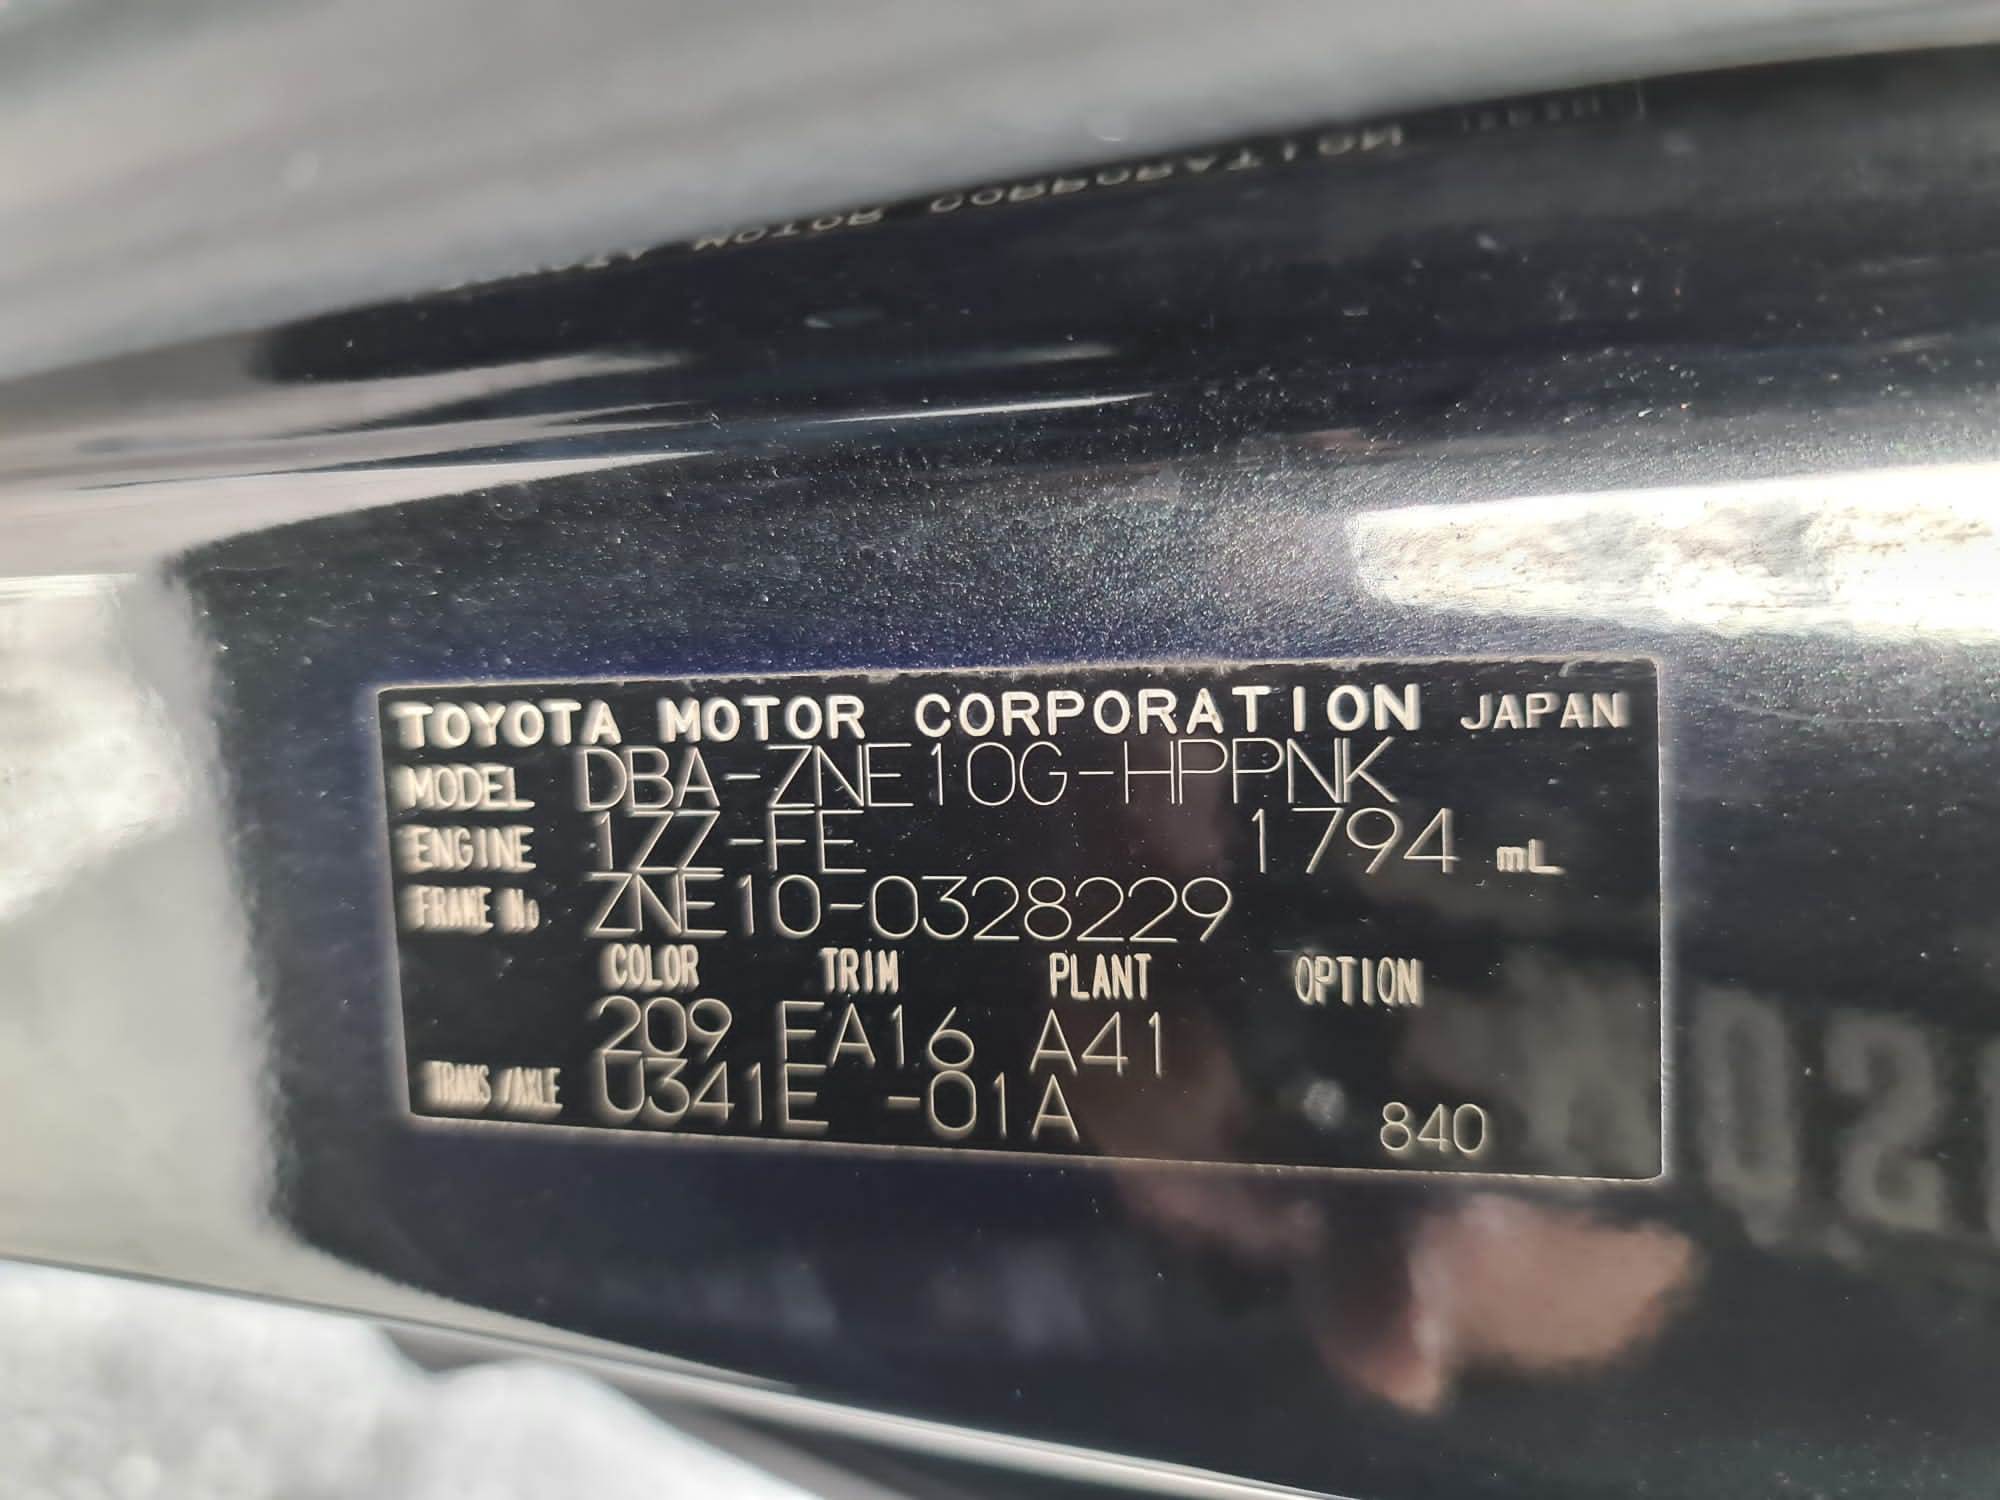 TOYOTA MOTOR CORPORATION JAPAN
MODEL DBA-ZNE10G-HPPNK
ENGINE 1ZZ-FE 1794 mL
FRAME No ZNE10-0328229
COLOR TRIM PLANT OPTION
209 FA16 A41
TRANS/AXLE U341E -01A 840